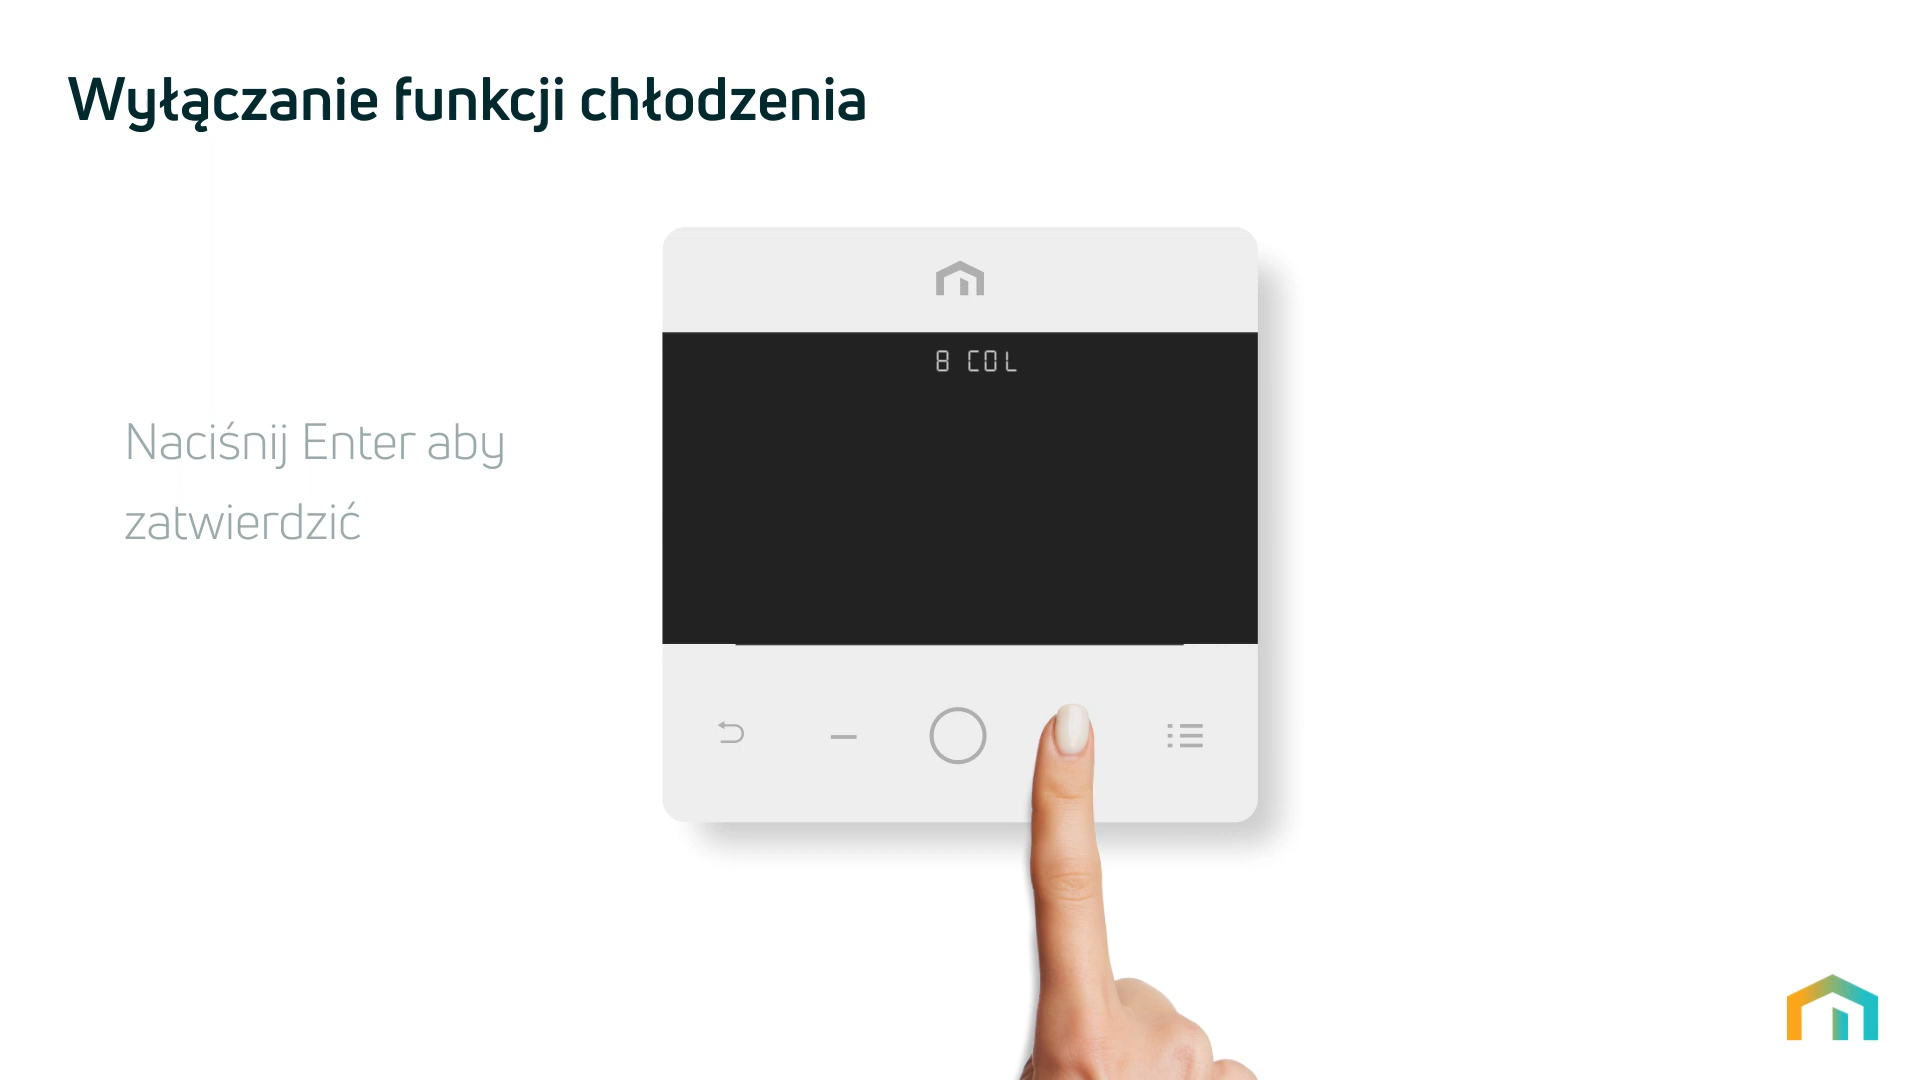 Wyłączanie funkcji chłodzenia
8 COL
Naciśnij Enter aby
zatwierdzić